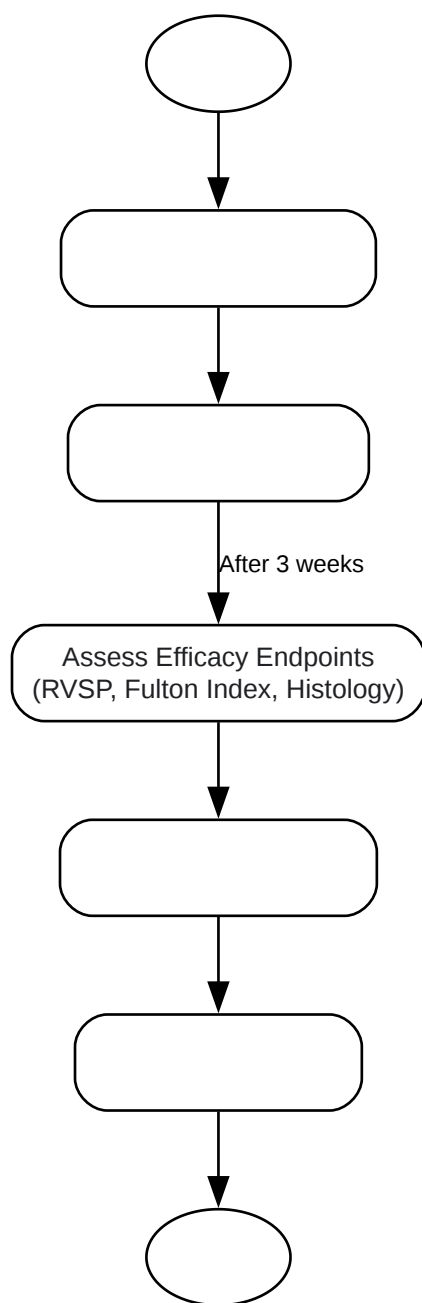 After 3 weeks
Assess Efficacy Endpoints
(RVSP, Fulton Index, Histology)